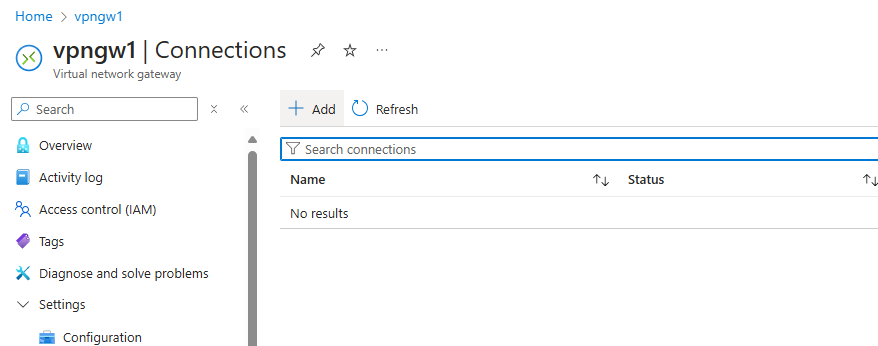 Home > vpngw1
vpngw1 | Connections ...
Virtual network gateway
Search
Add Refresh
Overview
Search connections
Activity log
Name Status
Access control (IAM)
No results
Tags
Diagnose and solve problems
Settings
Configuration